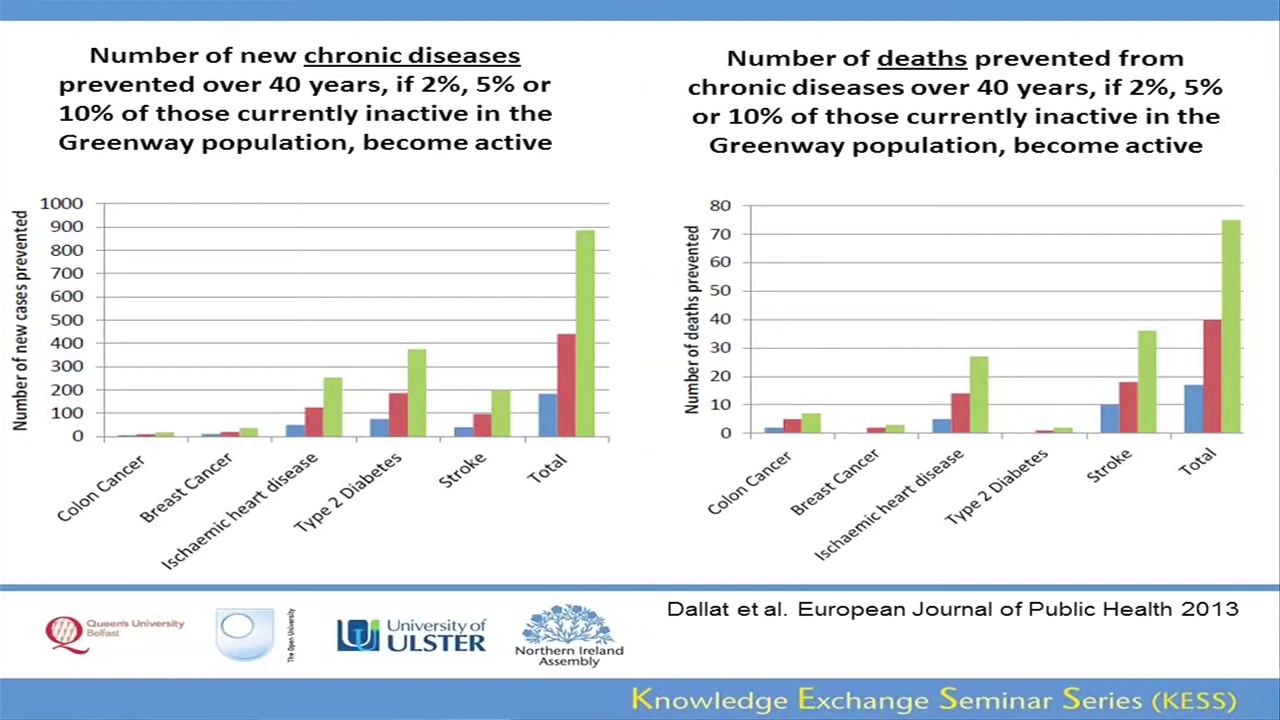 Number of new chronic diseases
prevented over 40 years, if 2%, 5% or
10% of those currently inactive in the
Greenway population, become active
Number of new cases prevented
1000
900
800
700
600
500
400
300
200
100
0
Colon Cancer
Breast Cancer
Ischaemic heart disease
Type 2 Diabetes
Stroke
Total
Number of deaths prevented from
chronic diseases over 40 years, if 2%, 5%
or 10% of those currently inactive in the
Greenway population, become active
Number of deaths prevented
80
70
60
50
40
30
20
10
0
Colon Cancer
Breast Cancer
Ischaemic heart disease
Type 2 Diabetes
Stroke
Total
Dallat et al. European Journal of Public Health 2013
Queen's University
Belfast
The Open University
University of
ULSTER
Northern Ireland
Assembly
Knowledge Exchange Seminar Series (KESS)